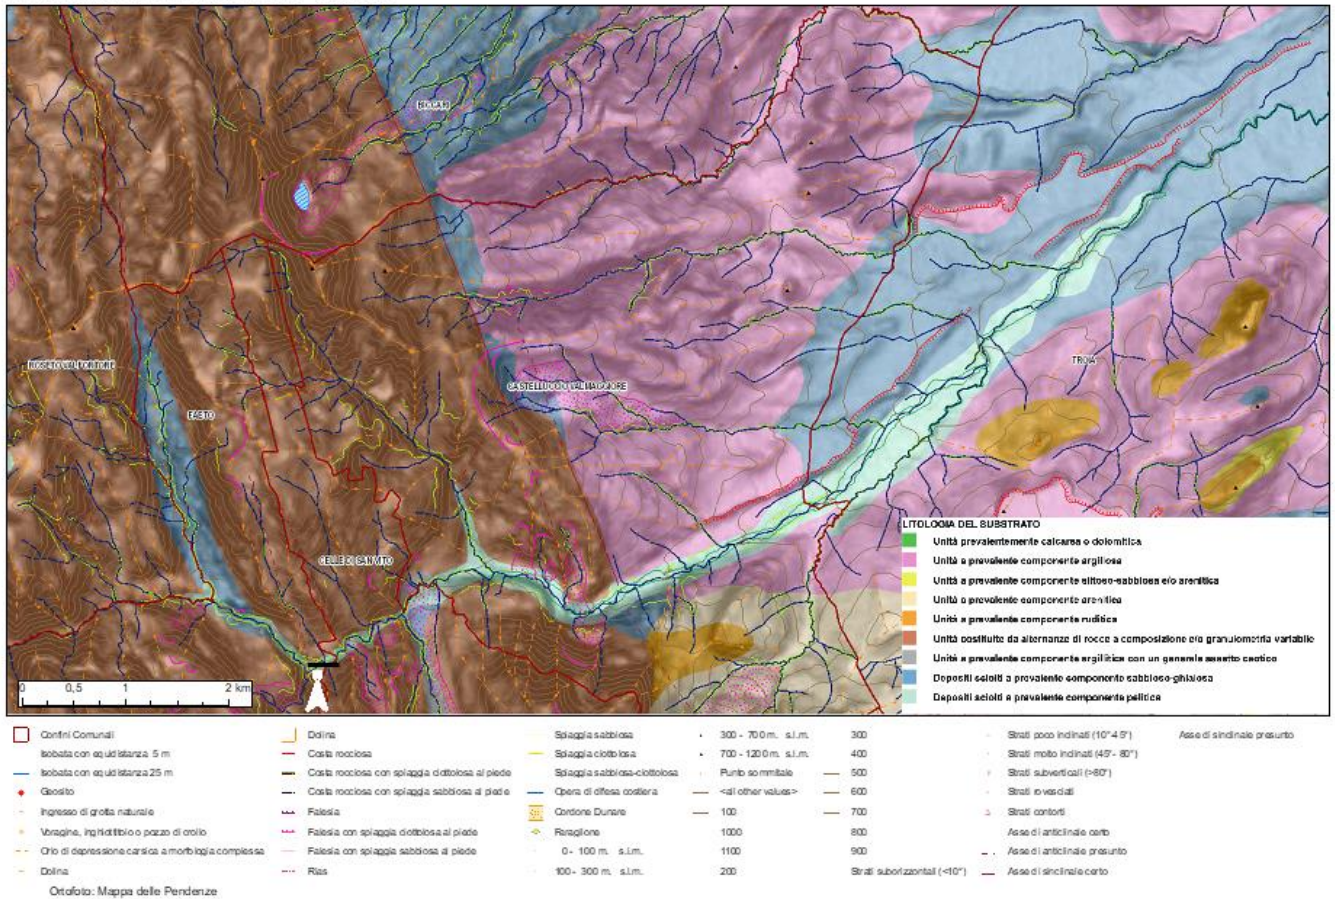 BICCARI
ROSETO VALFORTORE
CASTELLUCCIO VALMAGGIORE
TROIA
FAETO
CELLE DI SAN VITO
LITOLOGIA DEL SUBSTRATO
Unità prevalentemente calcarea o dolomitica
Unità a prevalente componente argillosa
Unità a prevalente componente siltoso-sabbiosa e/o arenitica
Unità a prevalente componente arenitica
Unità a prevalente componente ruditica
Unità costituite da alternanze di rocce a composizione e/o granulometria variabile
Unità a prevalente componente argillitica con un generale assetto caotico
Depositi sciolti a prevalente componente sabbioso-ghiaiosa
Depositi sciolti a prevalente componente pelitica
0 0,5 1 2 km
Confini Comunali
Isobata con equidistanza 5 m
Isobata con equidistanza 25 m
Geosito
Ingresso di grotta naturale
Voragine, inghiottitoio o pozzo di crollo
Orlo di depressione carsica a morfologia complessa
Dolina
Dolina
Costa rocciosa
Costa rocciosa con spiaggia ciottolosa al piede
Costa rocciosa con spiaggia sabbiosa al piede
Falesia
Falesia con spiaggia ciottolosa al piede
Falesia con spiaggia sabbiosa al piede
Rias
Spiaggia sabbiosa
Spiaggia ciottolosa
Spiaggia sabbiosa-ciottolosa
Opera di difesa costiera
Cordone Dunare
Faraglione
0 - 100 m. s.l.m.
100 - 300 m. s.l.m.
300 - 700 m. s.l.m.
700 - 1200 m. s.l.m.
Punto sommitale
<all other values>
100
1000
1100
200
300
400
500
600
700
800
900
Strati suborizzontali (<10°)
Strati poco inclinati (10°-45°)
Strati molto inclinati (45°- 80°)
Strati subverticali (>80°)
Strati rovesciati
Strati contorti
Asse di anticlinale certo
Asse di anticlinale presunto
Asse di sinclinale certo
Asse di sinclinale presunto
Ortofoto: Mappa delle Pendenze